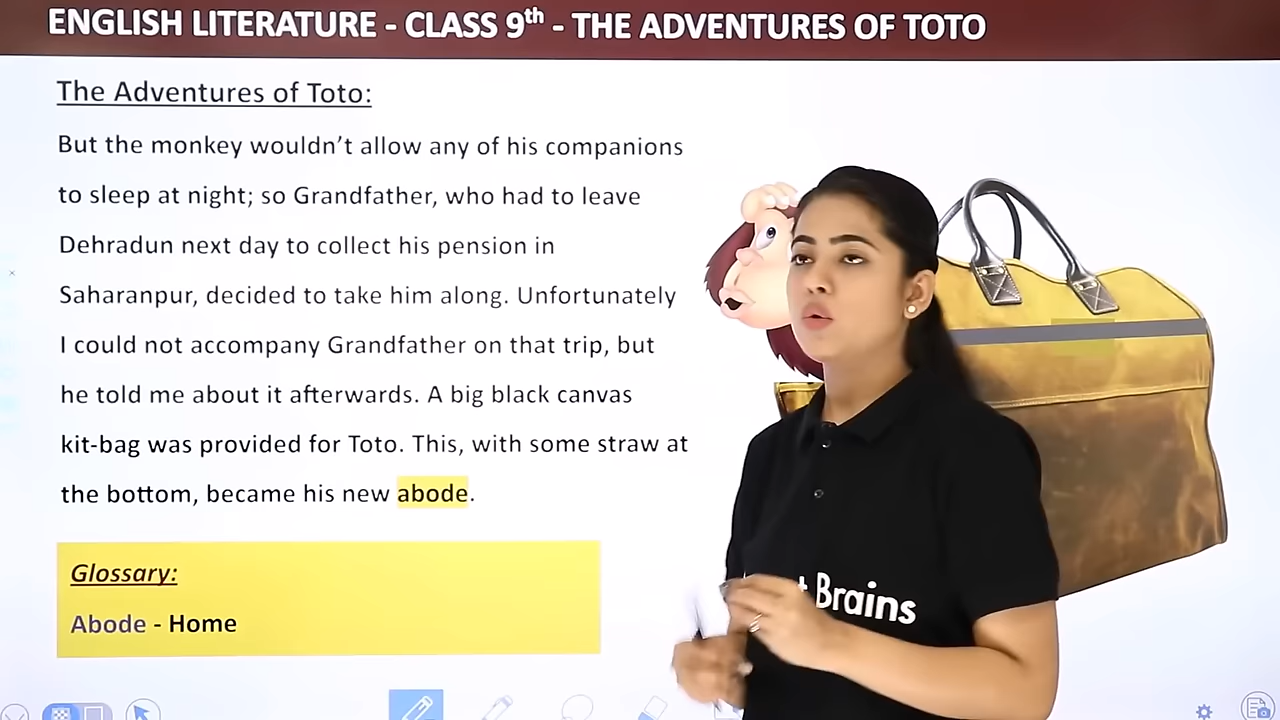 ENGLISH LITERATURE - CLASS 9th - THE ADVENTURES OF TOTO
The Adventures of Toto:
But the monkey wouldn't allow any of his companions
to sleep at night; so Grandfather, who had to leave
Dehradun next day to collect his pension in
Saharanpur, decided to take him along. Unfortunately
I could not accompany Grandfather on that trip, but
he told me about it afterwards. A big black canvas
kit-bag was provided for Toto. This, with some straw at
the bottom, became his new abode.
Glossary:
Abode - Home
Brains